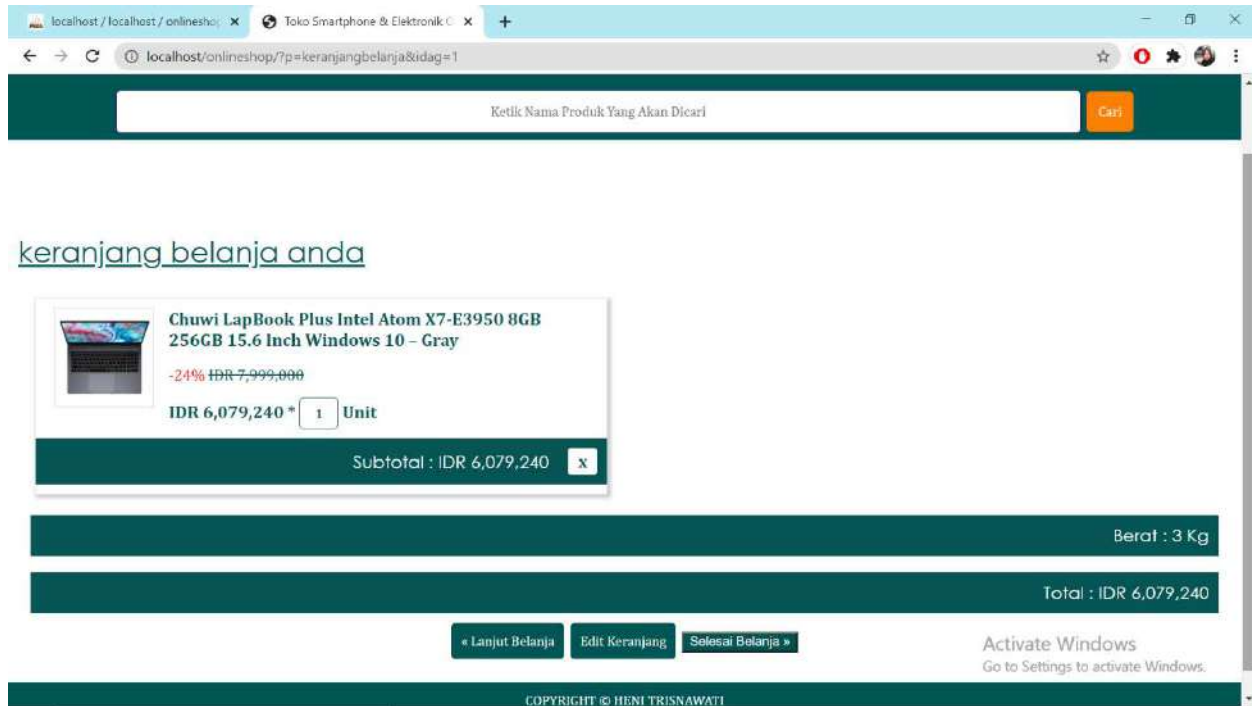 localhost / localhost / onlineshop
Toko Smartphone & Elektronik
localhost/onlineshop/?p=keranjangbelanja&idag=1
Ketik Nama Produk Yang Akan Dicari
Cari
keranjang belanja anda
Chuwi LapBook Plus Intel Atom X7-E3950 8GB
256GB 15.6 Inch Windows 10 – Gray
-24% IDR 7,999,000
IDR 6,079,240 * 1 Unit
Subtotal : IDR 6,079,240 x
Berat : 3 Kg
Total : IDR 6,079,240
« Lanjut Belanja Edit Keranjang Selesai Belanja »
Activate Windows
Go to Settings to activate Windows.
COPYRIGHT © HENI TRISNAWATI